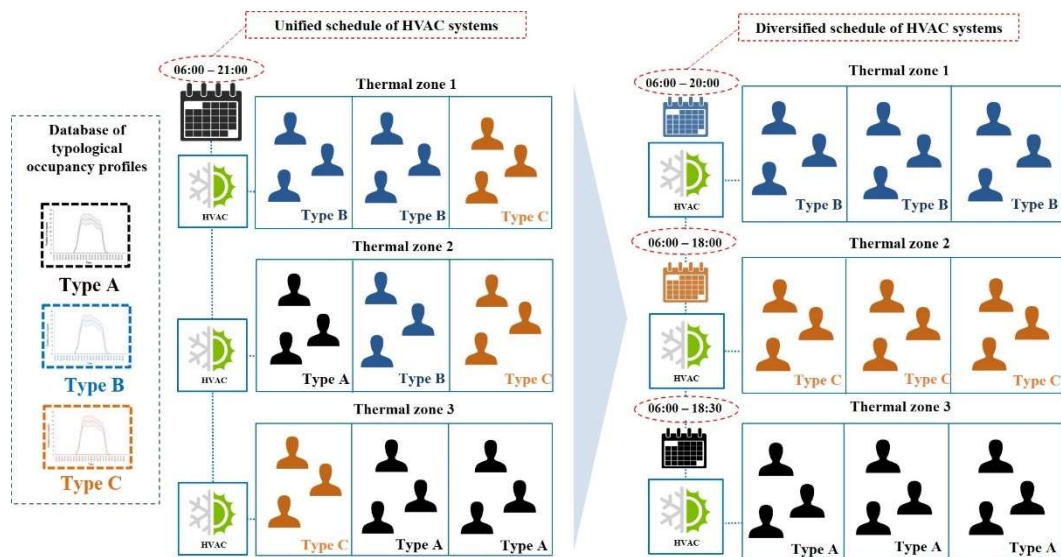 Unified schedule of HVAC systems
06:00 – 21:00
Database of
typological
occupancy profiles
Type A
Type B
Type C
Thermal zone 1
HVAC
Type B
Type B
Type C
Thermal zone 2
HVAC
Type A
Type B
Type C
Thermal zone 3
HVAC
Type C
Type A
Type A
Diversified schedule of HVAC systems
06:00 – 20:00
Thermal zone 1
HVAC
Type B
Type B
Type B
06:00 – 18:00
Thermal zone 2
HVAC
Type C
Type C
Type C
06:00 – 18:30
Thermal zone 3
HVAC
Type A
Type A
Type A